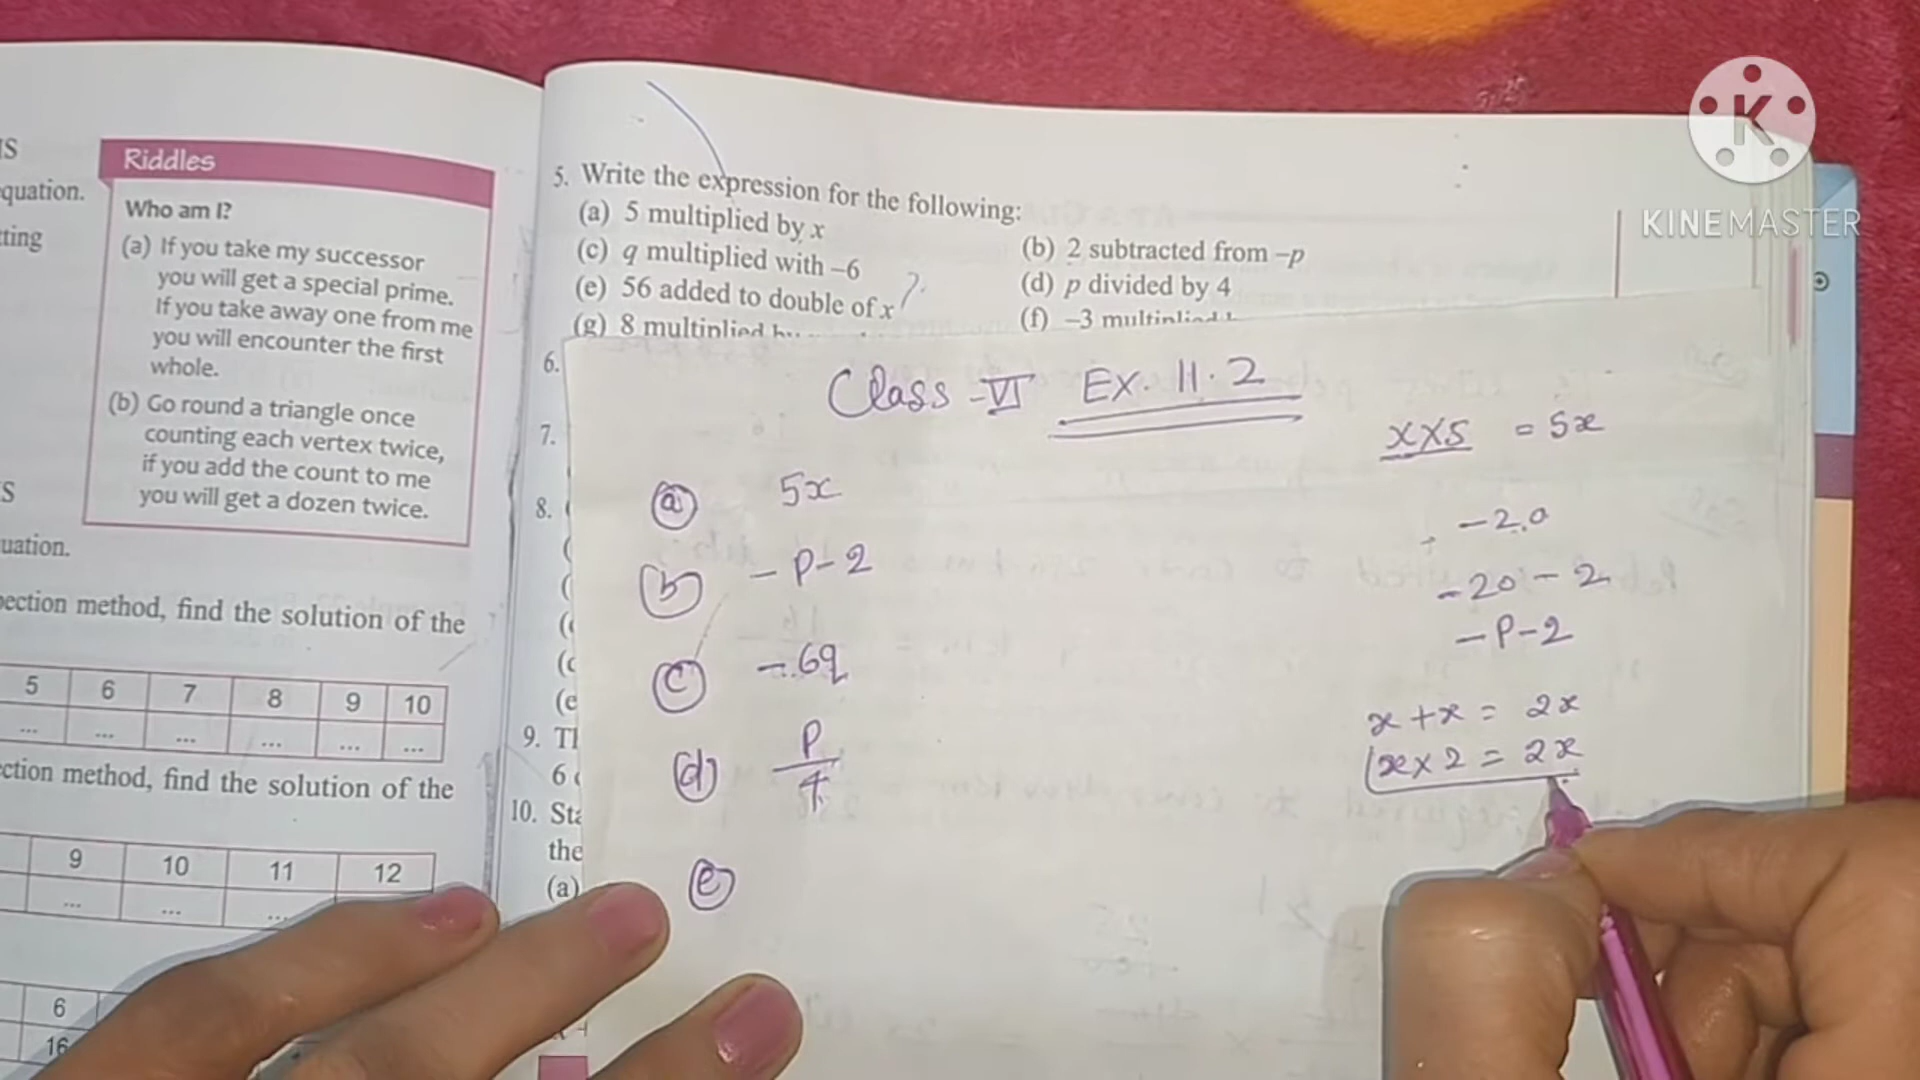 Riddles
Who am I?
(a) If you take my successor
you will get a special prime.
If you take away one from me
you will encounter the first
whole.
(b) Go round a triangle once
counting each vertex twice,
if you add the count to me
you will get a dozen twice.
quation.
uation.
ection method, find the solution of the
5 6 7 8 9 10
... ... ... ... ... ...
ction method, find the solution of the
9 10 11 12
... ... ...
6
16
5. Write the expression for the following:
(a) 5 multiplied by x
(b) 2 subtracted from –p
(c) q multiplied with –6
(d) p divided by 4
(e) 56 added to double of x
(f) –3
(g) 8 multiplied
6.
7.
8.
9.
6
10.
the
(a)
Class - VI Ex. 11.2
x×5 = 5x
(a) 5x
(b) - p - 2
(c) - 6q
(d) p/4
(e)
-20
-20 - 2
- p - 2
x + x = 2x
x × 2 = 2x
K
KINEMASTER